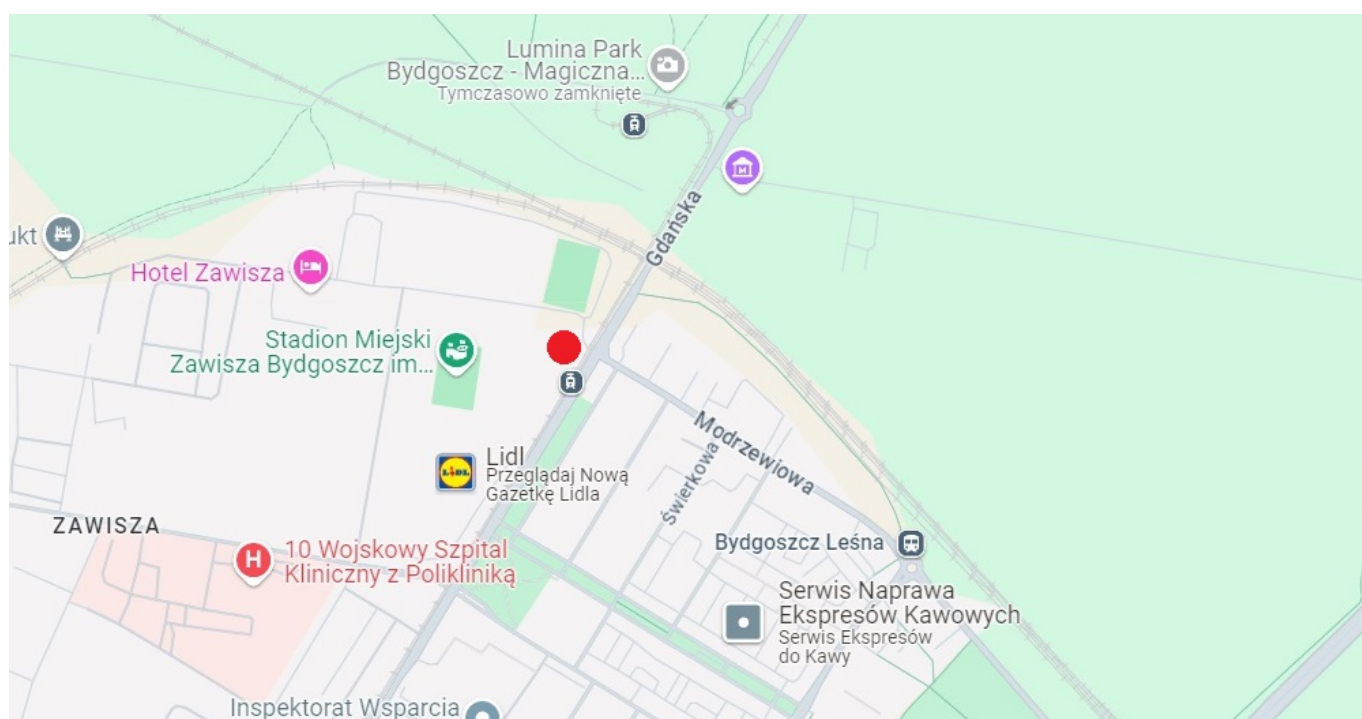 Lumina Park
Bydgoszcz - Magiczna...
Tymczasowo zamknięte
M
Gdańska
ukt
Hotel Zawisza
Stadion Miejski
Zawisza Bydgoszcz im...
Modrzewiowa
Świerkowa
LIDL
Lidl
Przeglądaj Nową
Gazetkę Lidla
ZAWISZA
Bydgoszcz Leśna
H
10 Wojskowy Szpital
Kliniczny z Polikliniką
Serwis Naprawa
Ekspresów Kawowych
Serwis Ekspresów
do Kawy
Inspektorat Wsparcia